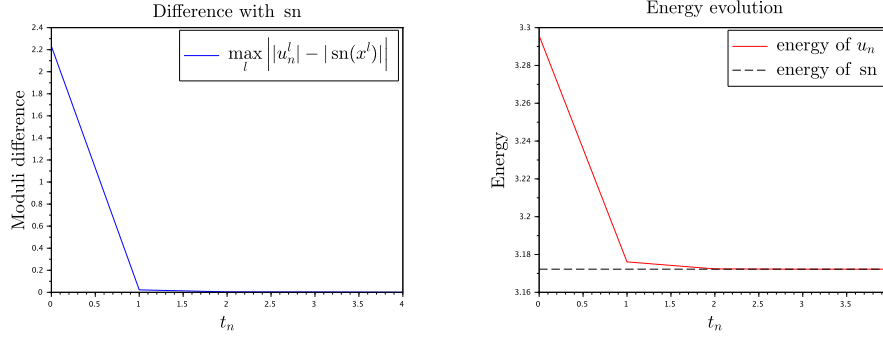 Difference with sn
2.4
2.2
2
1.8
1.6
1.4
1.2
1
0.8
0.6
0.4
0.2
0
Moduli difference
max_l ||u_n^l| − | sn(x^l)||
0 0.5 1 1.5 2 2.5 3 3.5 4
t_n
Energy evolution
3.3
3.28
3.26
3.24
3.22
3.2
3.18
3.16
Energy
energy of u_n
energy of sn
0 0.5 1 1.5 2 2.5 3 3.5
t_n